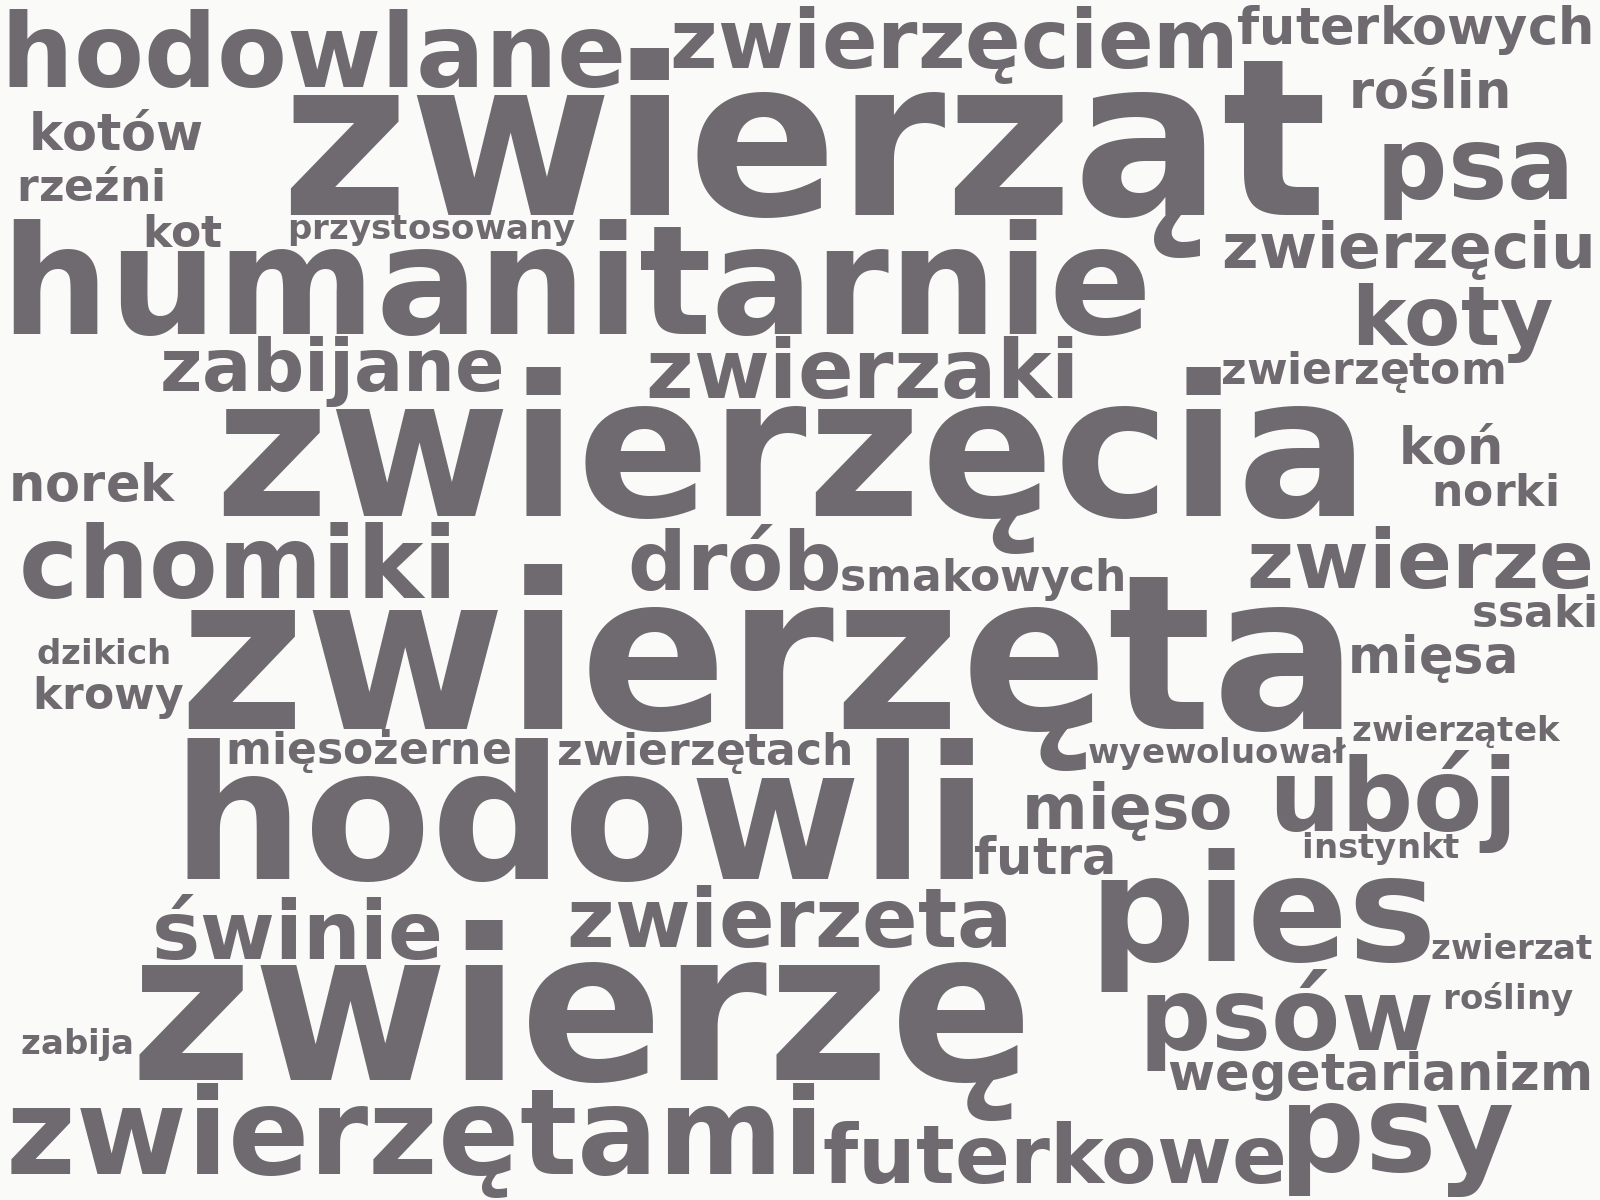 hodowlane
zwierzęciem
futerkowych
zwierząt
roślin
kotów
psa
rzeźni
kot
przystosowany
humanitarnie
zwierzęciu
koty
zabijane
zwierzaki
zwierzętom
zwierzęcia
koń
norek
norki
chomiki
drób
smakowych
zwierze
ssaki
zwierzęta
dzikich
mięsa
krowy
zwierzątek
mięsożerne
zwierzętach
wyewoluował
hodowli
mięso
ubój
futra
instynkt
pies
świnie
zwierzeta
zwierzat
zwierzę
psów
rośliny
zabija
wegetarianizm
zwierzętami
futerkowe
psy